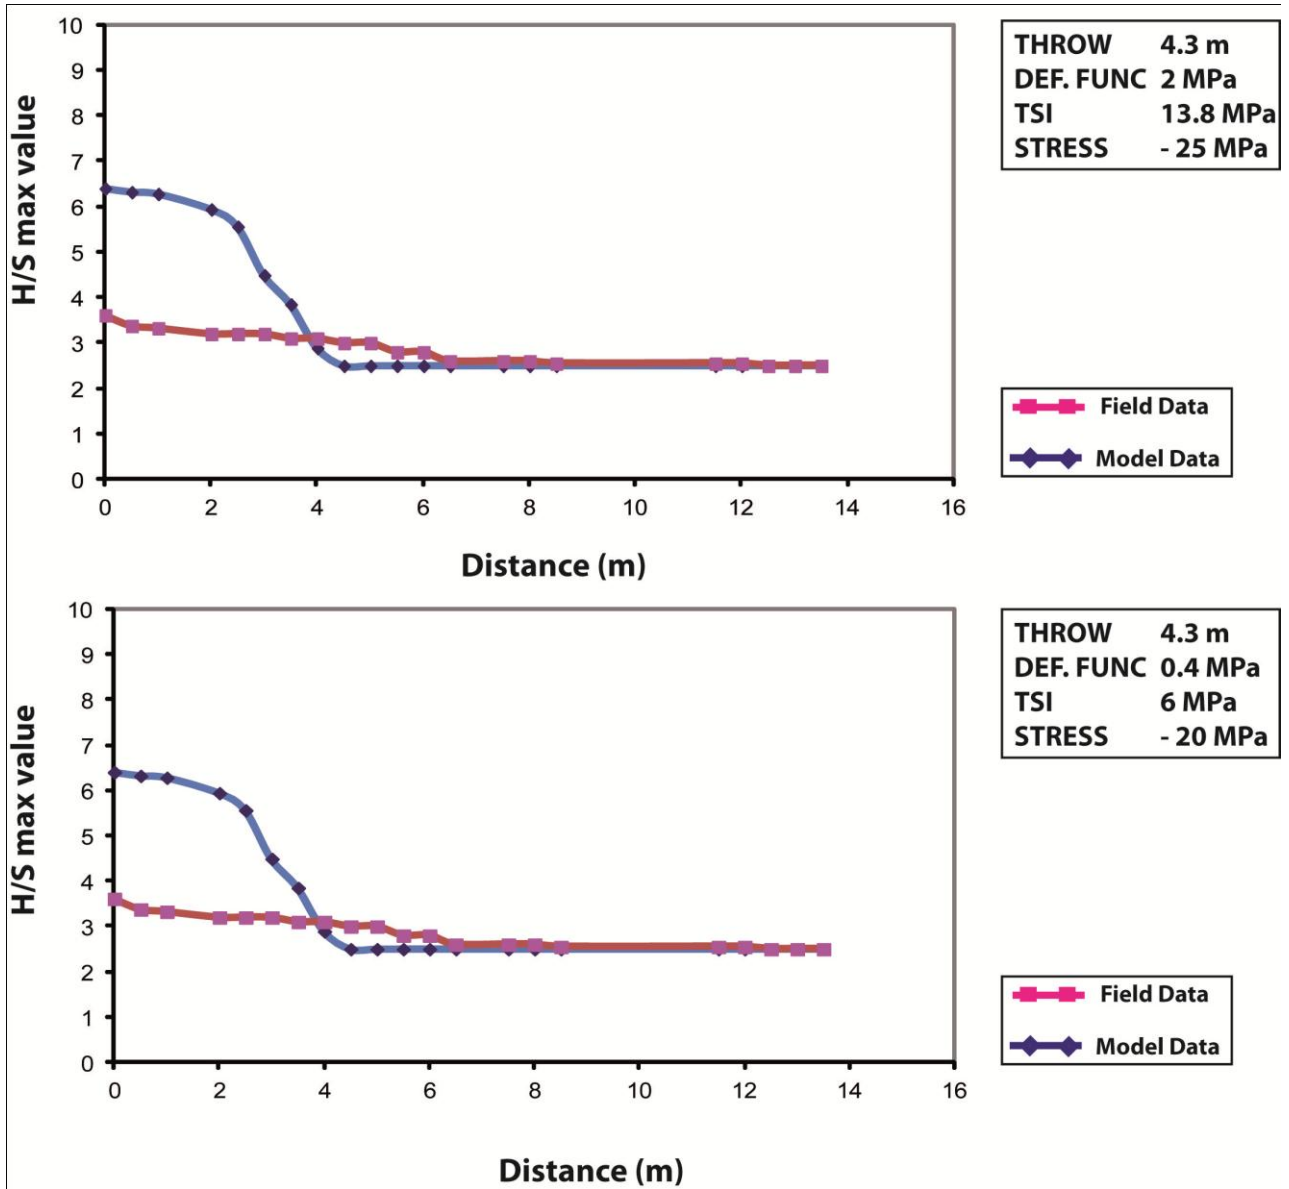 10
9
8
7
6
5
4
3
2
1
0
H/S max value
0 2 4 6 8 10 12 14 16
Distance (m)
THROW 4.3 m
DEF. FUNC 2 MPa
TSI 13.8 MPa
STRESS - 25 MPa
Field Data
Model Data
10
9
8
7
6
5
4
3
2
1
0
H/S max value
0 2 4 6 8 10 12 14 16
Distance (m)
THROW 4.3 m
DEF. FUNC 0.4 MPa
TSI 6 MPa
STRESS - 20 MPa
Field Data
Model Data